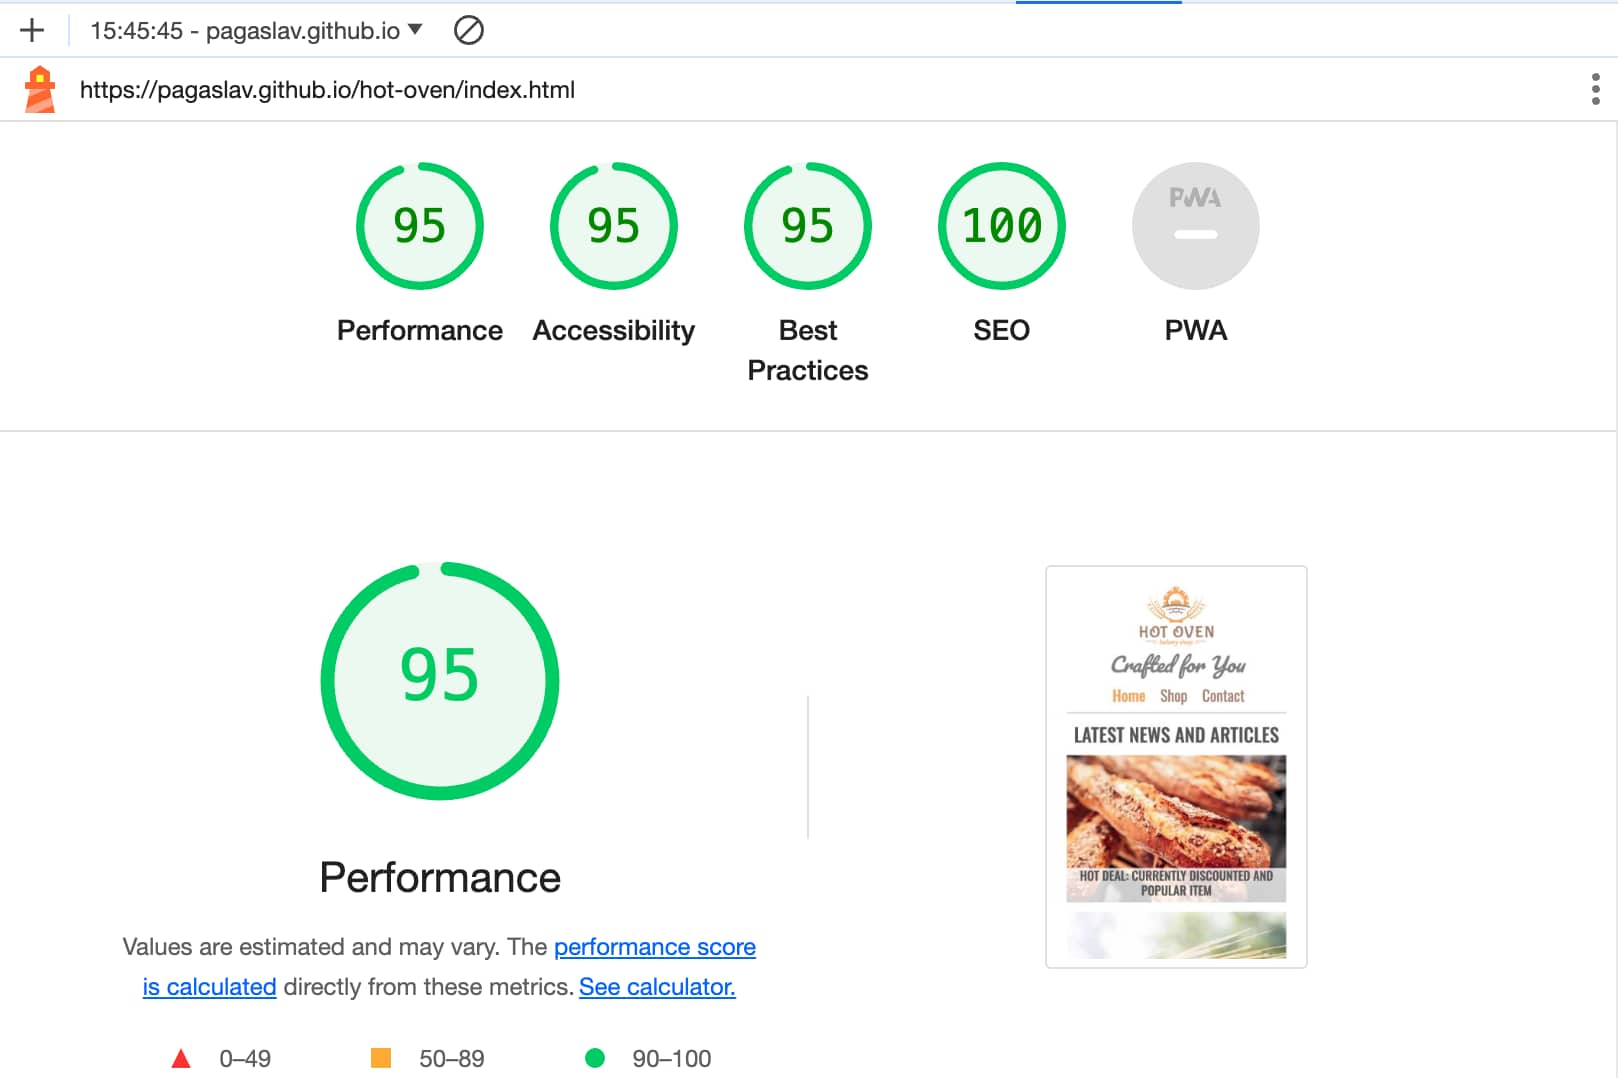 15:45:45 - pagaslav.github.io
https://pagaslav.github.io/hot-oven/index.html
95
95
95
100
PWA
Performance
Accessibility
Best
Practices
SEO
PWA
95
Performance
Values are estimated and may vary. The performance score
is calculated directly from these metrics. See calculator.
0–49
50–89
90–100
HOT OVEN
bakery shop
Crafted for You
Home Shop Contact
LATEST NEWS AND ARTICLES
HOT DEAL: CURRENTLY DISCOUNTED AND
POPULAR ITEM